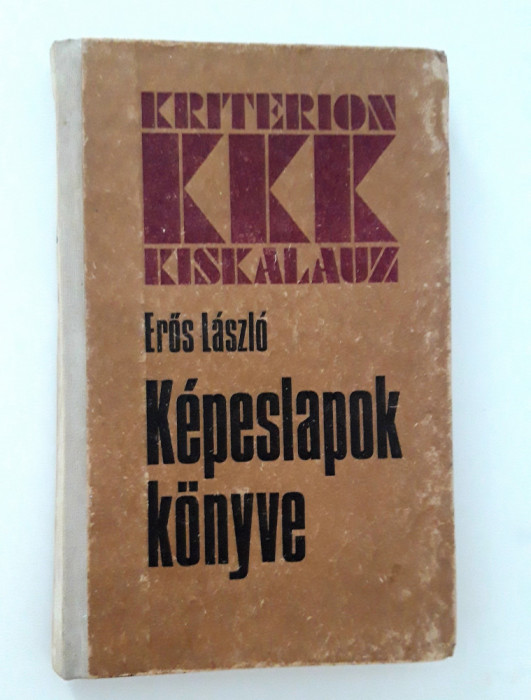 KRITERION
KKK
KISKALAUZ
Erős László
Képeslapok
könyve